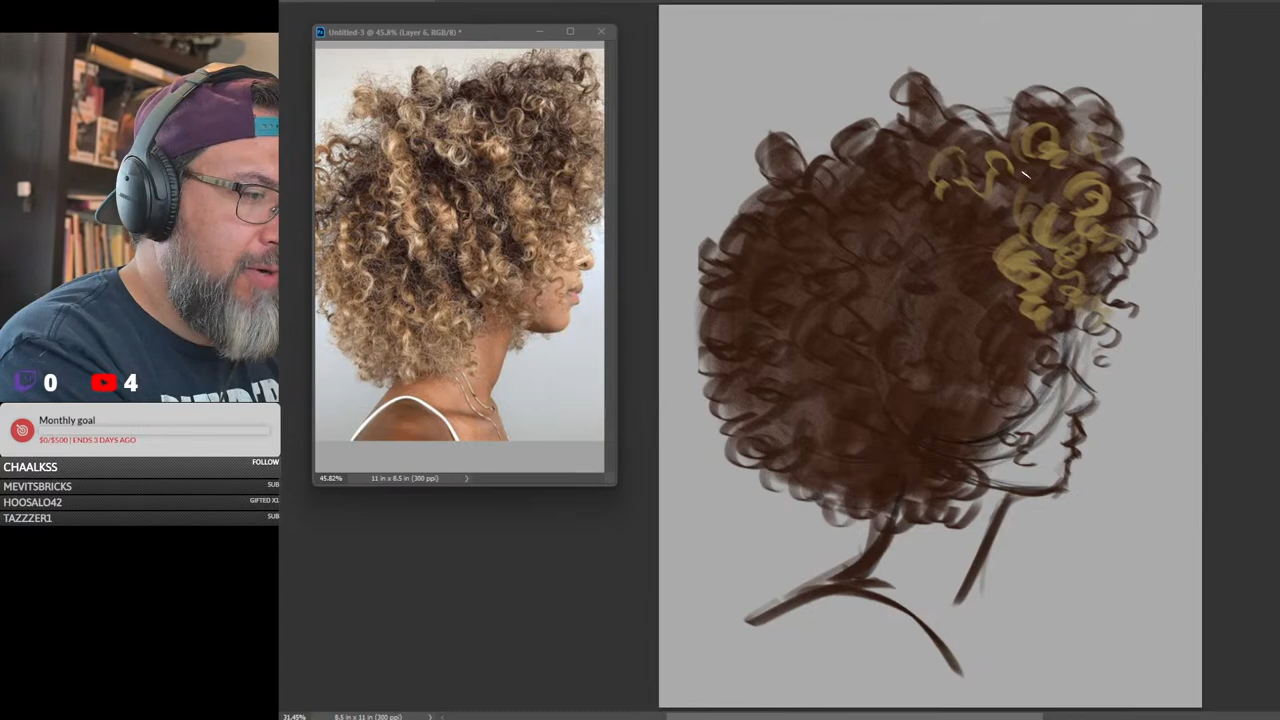 Untitled-3 @ 45.8% (Layer 6, RGB/8) *
0 4
Monthly goal
$0/$500 | ENDS 3 DAYS AGO
CHAALKSS FOLLOW
MEVITSBRICKS SUB
HOOSALO42 GIFTED X1
TAZZZER1 SUB
45.82% 11 in x 8.5 in (300 ppi)
31.45% 8.5 in x 11 in (300 ppi)